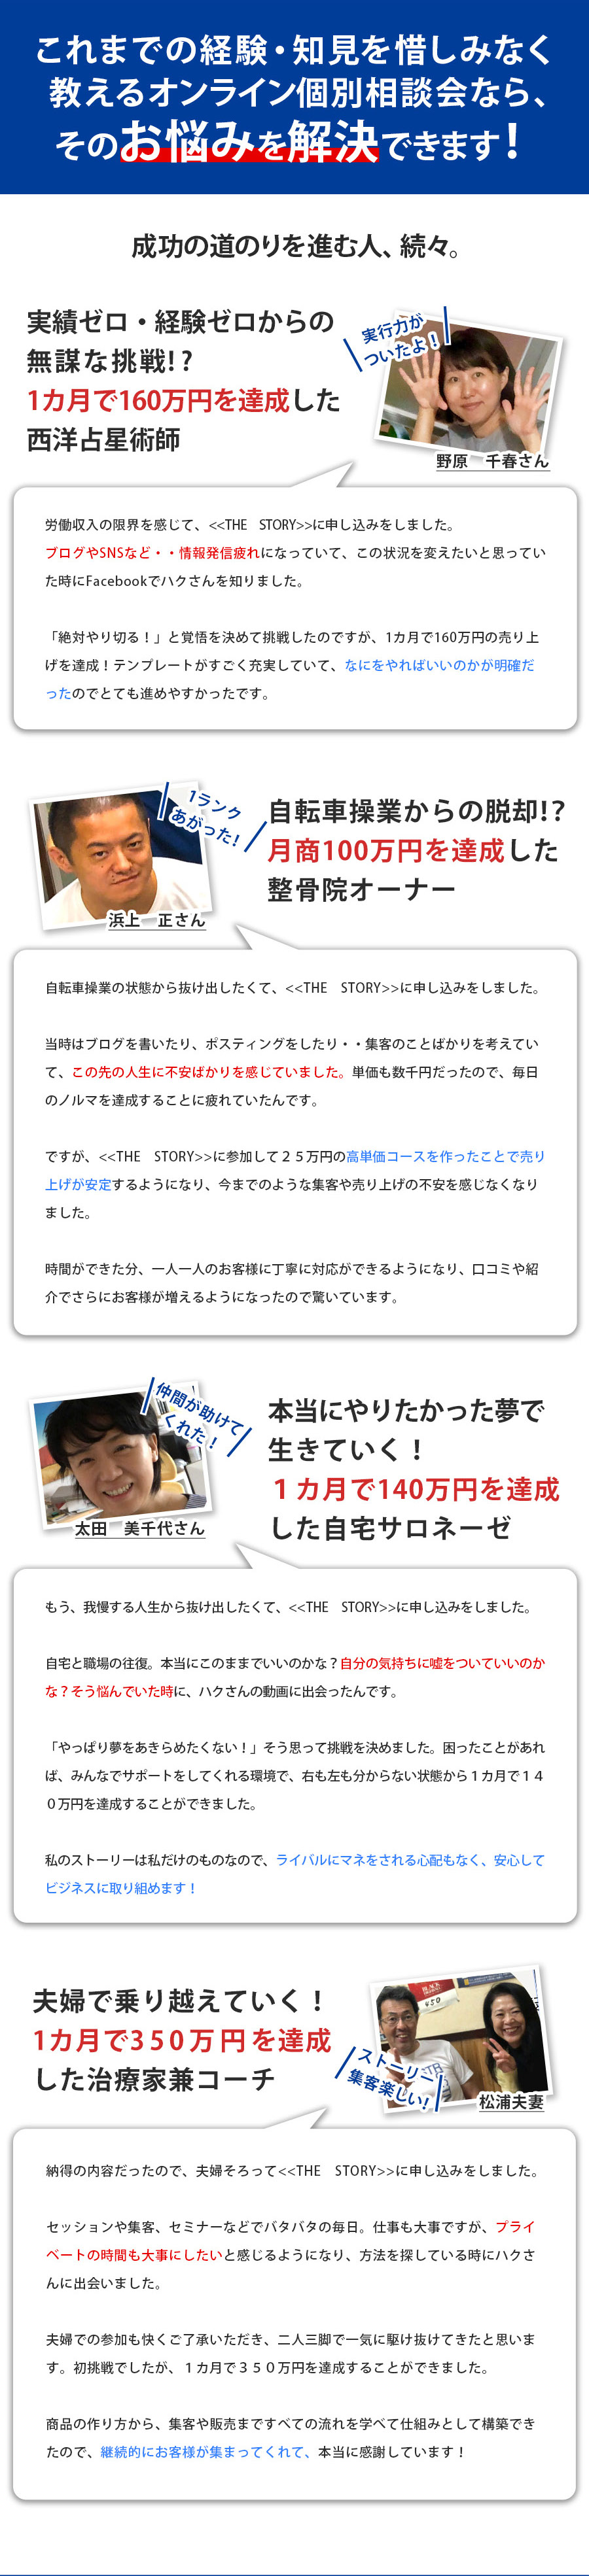 これまでの経験・知見を惜しみなく
教えるオンライン個別相談会なら、
そのお悩みを解決できます！
成功の道のりを進む人、続々。
実績ゼロ・経験ゼロからの
無謀な挑戦!?
1カ月で160万円を達成した
西洋占星術師
実行力が
ついたよ！
野原　千春さん
労働収入の限界を感じて、<<THE　STORY>>に申し込みをしました。
ブログやSNSなど・・情報発信疲れになっていて、この状況を変えたいと思ってい
た時にFacebookでハクさんを知りました。
「絶対やり切る！」と覚悟を決めて挑戦したのですが、1カ月で160万円の売り上
げを達成！テンプレートがすごく充実していて、なにをやればいいのかが明確だ
ったのでとても進めやすかったです。
1ランク
あがった！
浜上　正さん
自転車操業からの脱却!?
月商100万円を達成した
整骨院オーナー
自転車操業の状態から抜け出したくて、<<THE　STORY>>に申し込みをしました。
当時はブログを書いたり、ポスティングをしたり・・集客のことばかりを考えてい
て、この先の人生に不安ばかりを感じていました。単価も数千円だったので、毎日
のノルマを達成することに疲れていたんです。
ですが、<<THE　STORY>>に参加して２５万円の高単価コースを作ったことで売り
上げが安定するようになり、今までのような集客や売り上げの不安を感じなくなり
ました。
時間ができた分、一人一人のお客様に丁寧に対応ができるようになり、口コミや紹
介でさらにお客様が増えるようになったので驚いています。
仲間が助けて
くれた！
太田　美千代さん
本当にやりたかった夢で
生きていく！
１カ月で140万円を達成
した自宅サロネーゼ
もう、我慢する人生から抜け出したくて、<<THE　STORY>>に申し込みをしました。
自宅と職場の往復。本当にこのままでいいのかな？自分の気持ちに嘘をついていいのか
な？そう悩んでいた時に、ハクさんの動画に出会ったんです。
「やっぱり夢をあきらめたくない！」そう思って挑戦を決めました。困ったことがあれ
ば、みんなでサポートをしてくれる環境で、右も左も分からない状態から１カ月で１４
０万円を達成することができました。
私のストーリーは私だけのものなので、ライバルにマネをされる心配もなく、安心して
ビジネスに取り組めます！
夫婦で乗り越えていく！
1カ月で350万円を達成
した治療家兼コーチ
ストーリー
集客楽しい!
松浦夫妻
納得の内容だったので、夫婦そろって<<THE　STORY>>に申し込みをしました。
セッションや集客、セミナーなどでバタバタの毎日。仕事も大事ですが、プライ
ベートの時間も大事にしたいと感じるようになり、方法を探している時にハクさ
んに出会いました。
夫婦での参加も快くご了承いただき、二人三脚で一気に駆け抜けてきたと思いま
す。初挑戦でしたが、１カ月で３５０万円を達成することができました。
商品の作り方から、集客や販売まですべての流れを学べて仕組みとして構築でき
たので、継続的にお客様が集まってくれて、本当に感謝しています！